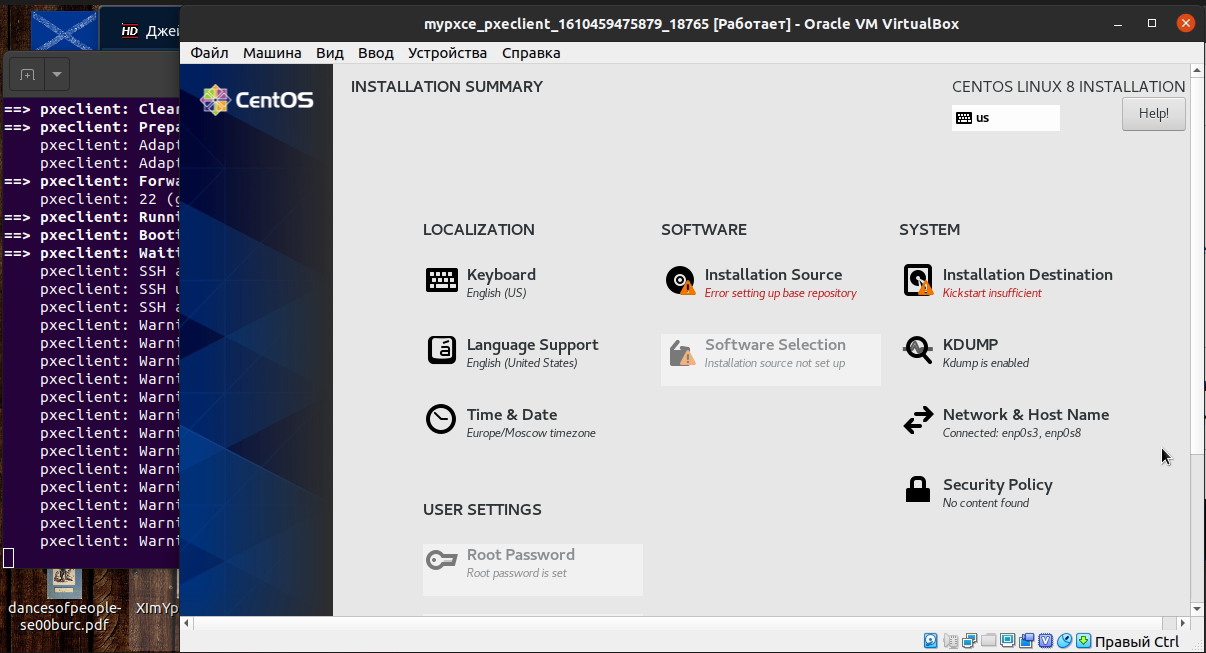 HD Джей
mypxce_pxeclient_1610459475879_18765 [Работает] - Oracle VM VirtualBox
Файл Машина Вид Ввод Устройства Справка
==> pxeclient: Clear
==> pxeclient: Prepa
pxeclient: Adapt
pxeclient: Adapt
==> pxeclient: Forwa
pxeclient: 22 (g
==> pxeclient: Runni
==> pxeclient: Booti
==> pxeclient: Waiti
pxeclient: SSH a
pxeclient: SSH u
pxeclient: SSH a
pxeclient: Warni
pxeclient: Warni
pxeclient: Warni
pxeclient: Warni
pxeclient: Warni
pxeclient: Warni
pxeclient: Warni
pxeclient: Warni
pxeclient: Warni
pxeclient: Warni
pxeclient: Warni
pxeclient: Warni
pxeclient: Warni
dancesofpeople-
se00burc.pdf
XImYp
CentOS
INSTALLATION SUMMARY
CENTOS LINUX 8 INSTALLATION
us
Help!
LOCALIZATION
Keyboard
English (US)
Language Support
English (United States)
Time & Date
Europe/Moscow timezone
SOFTWARE
Installation Source
Error setting up base repository
Software Selection
Installation source not set up
SYSTEM
Installation Destination
Kickstart insufficient
KDUMP
Kdump is enabled
Network & Host Name
Connected: enp0s3, enp0s8
Security Policy
No content found
USER SETTINGS
Root Password
Root password is set
Правый Ctrl